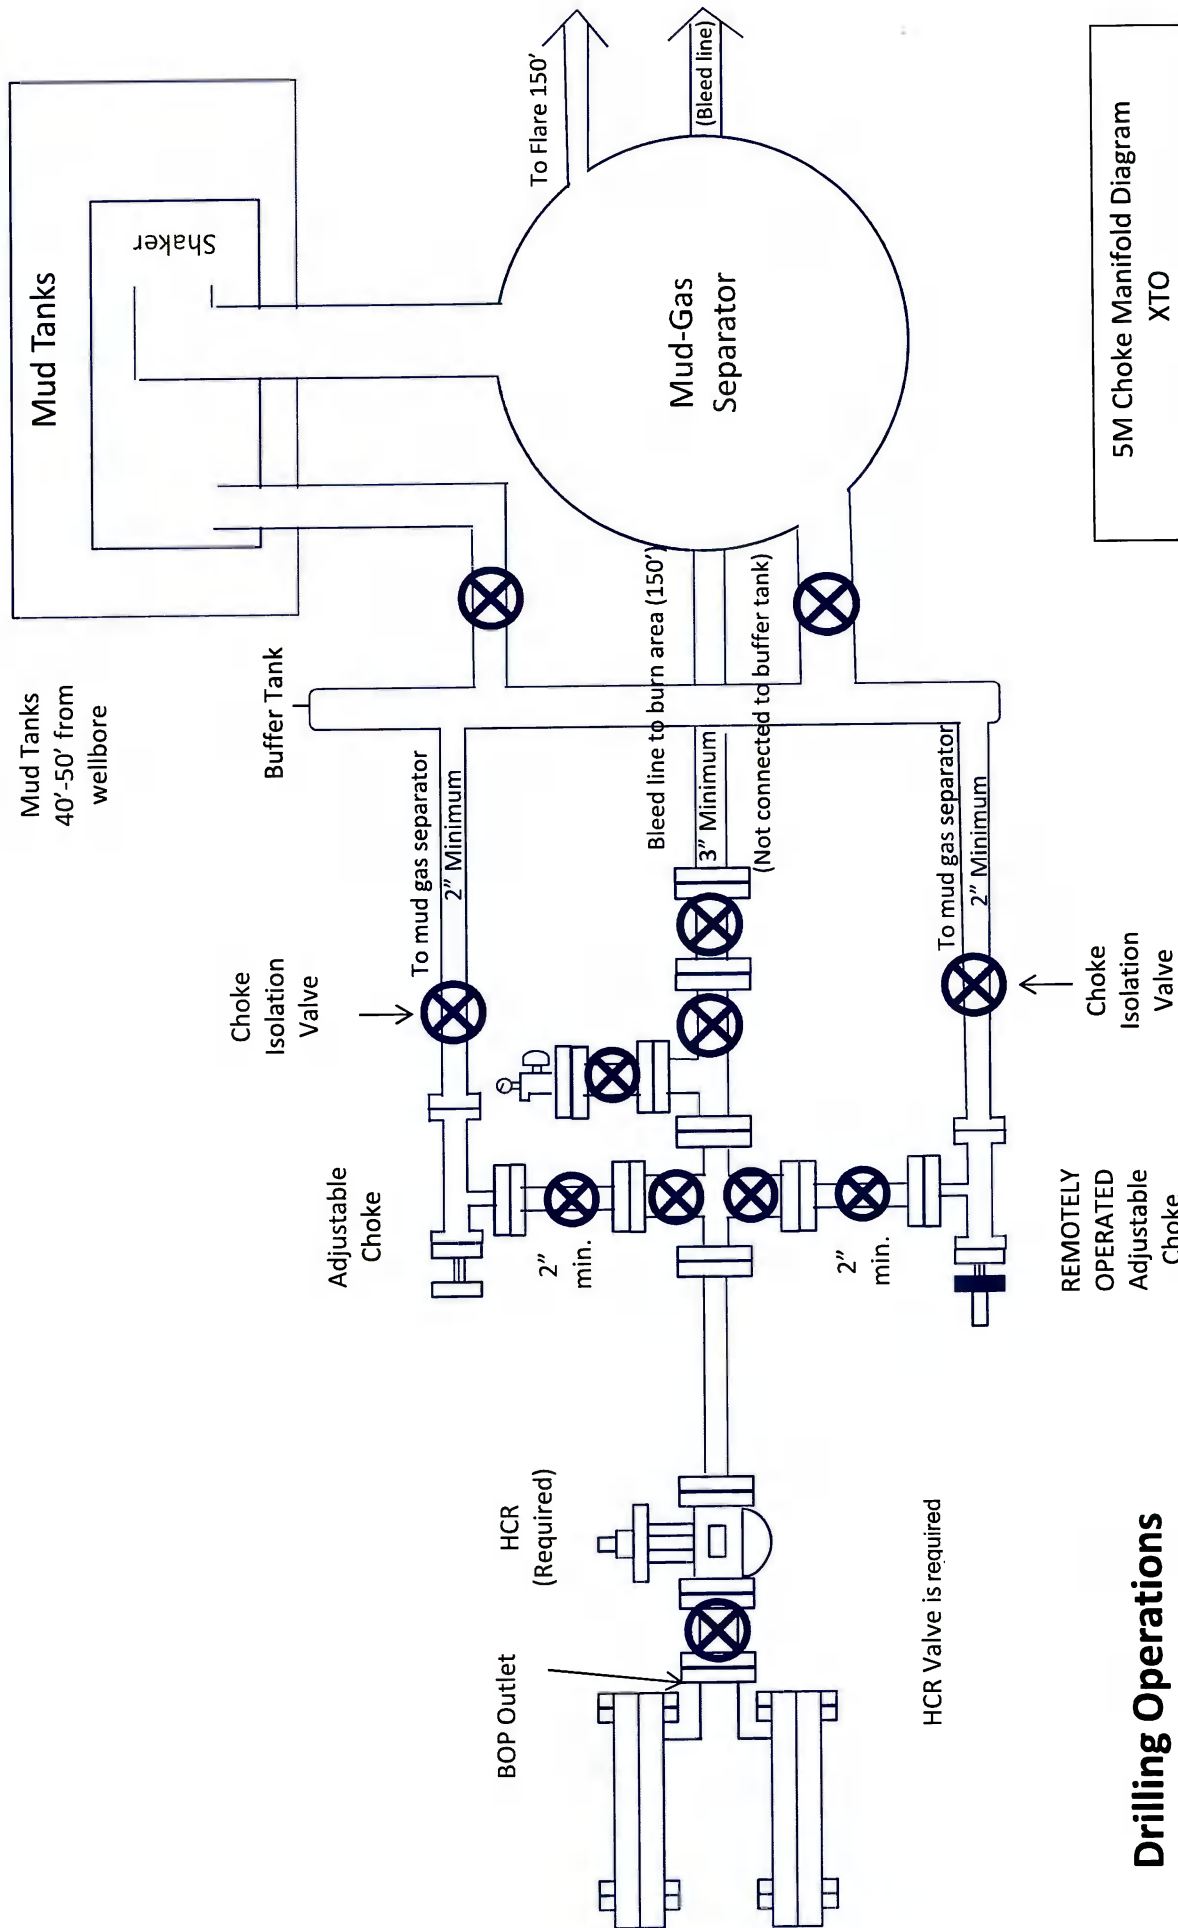 Mud Tanks
40’-50’ from
wellbore
Mud Tanks
Shaker
Buffer Tank
To Flare 150’
(Bleed line)
Mud-Gas
Separator
Choke
Isolation
Valve
To mud gas separator
2” Minimum
Bleed line to burn area (150’)
3” Minimum
(Not connected to buffer tank)
To mud gas separator
2” Minimum
Choke
Isolation
Valve
Adjustable
Choke
2”
min.
2”
min.
REMOTELY
OPERATED
Adjustable
Choke
HCR
(Required)
BOP Outlet
HCR Valve is required
Drilling Operations
5M Choke Manifold Diagram
XTO